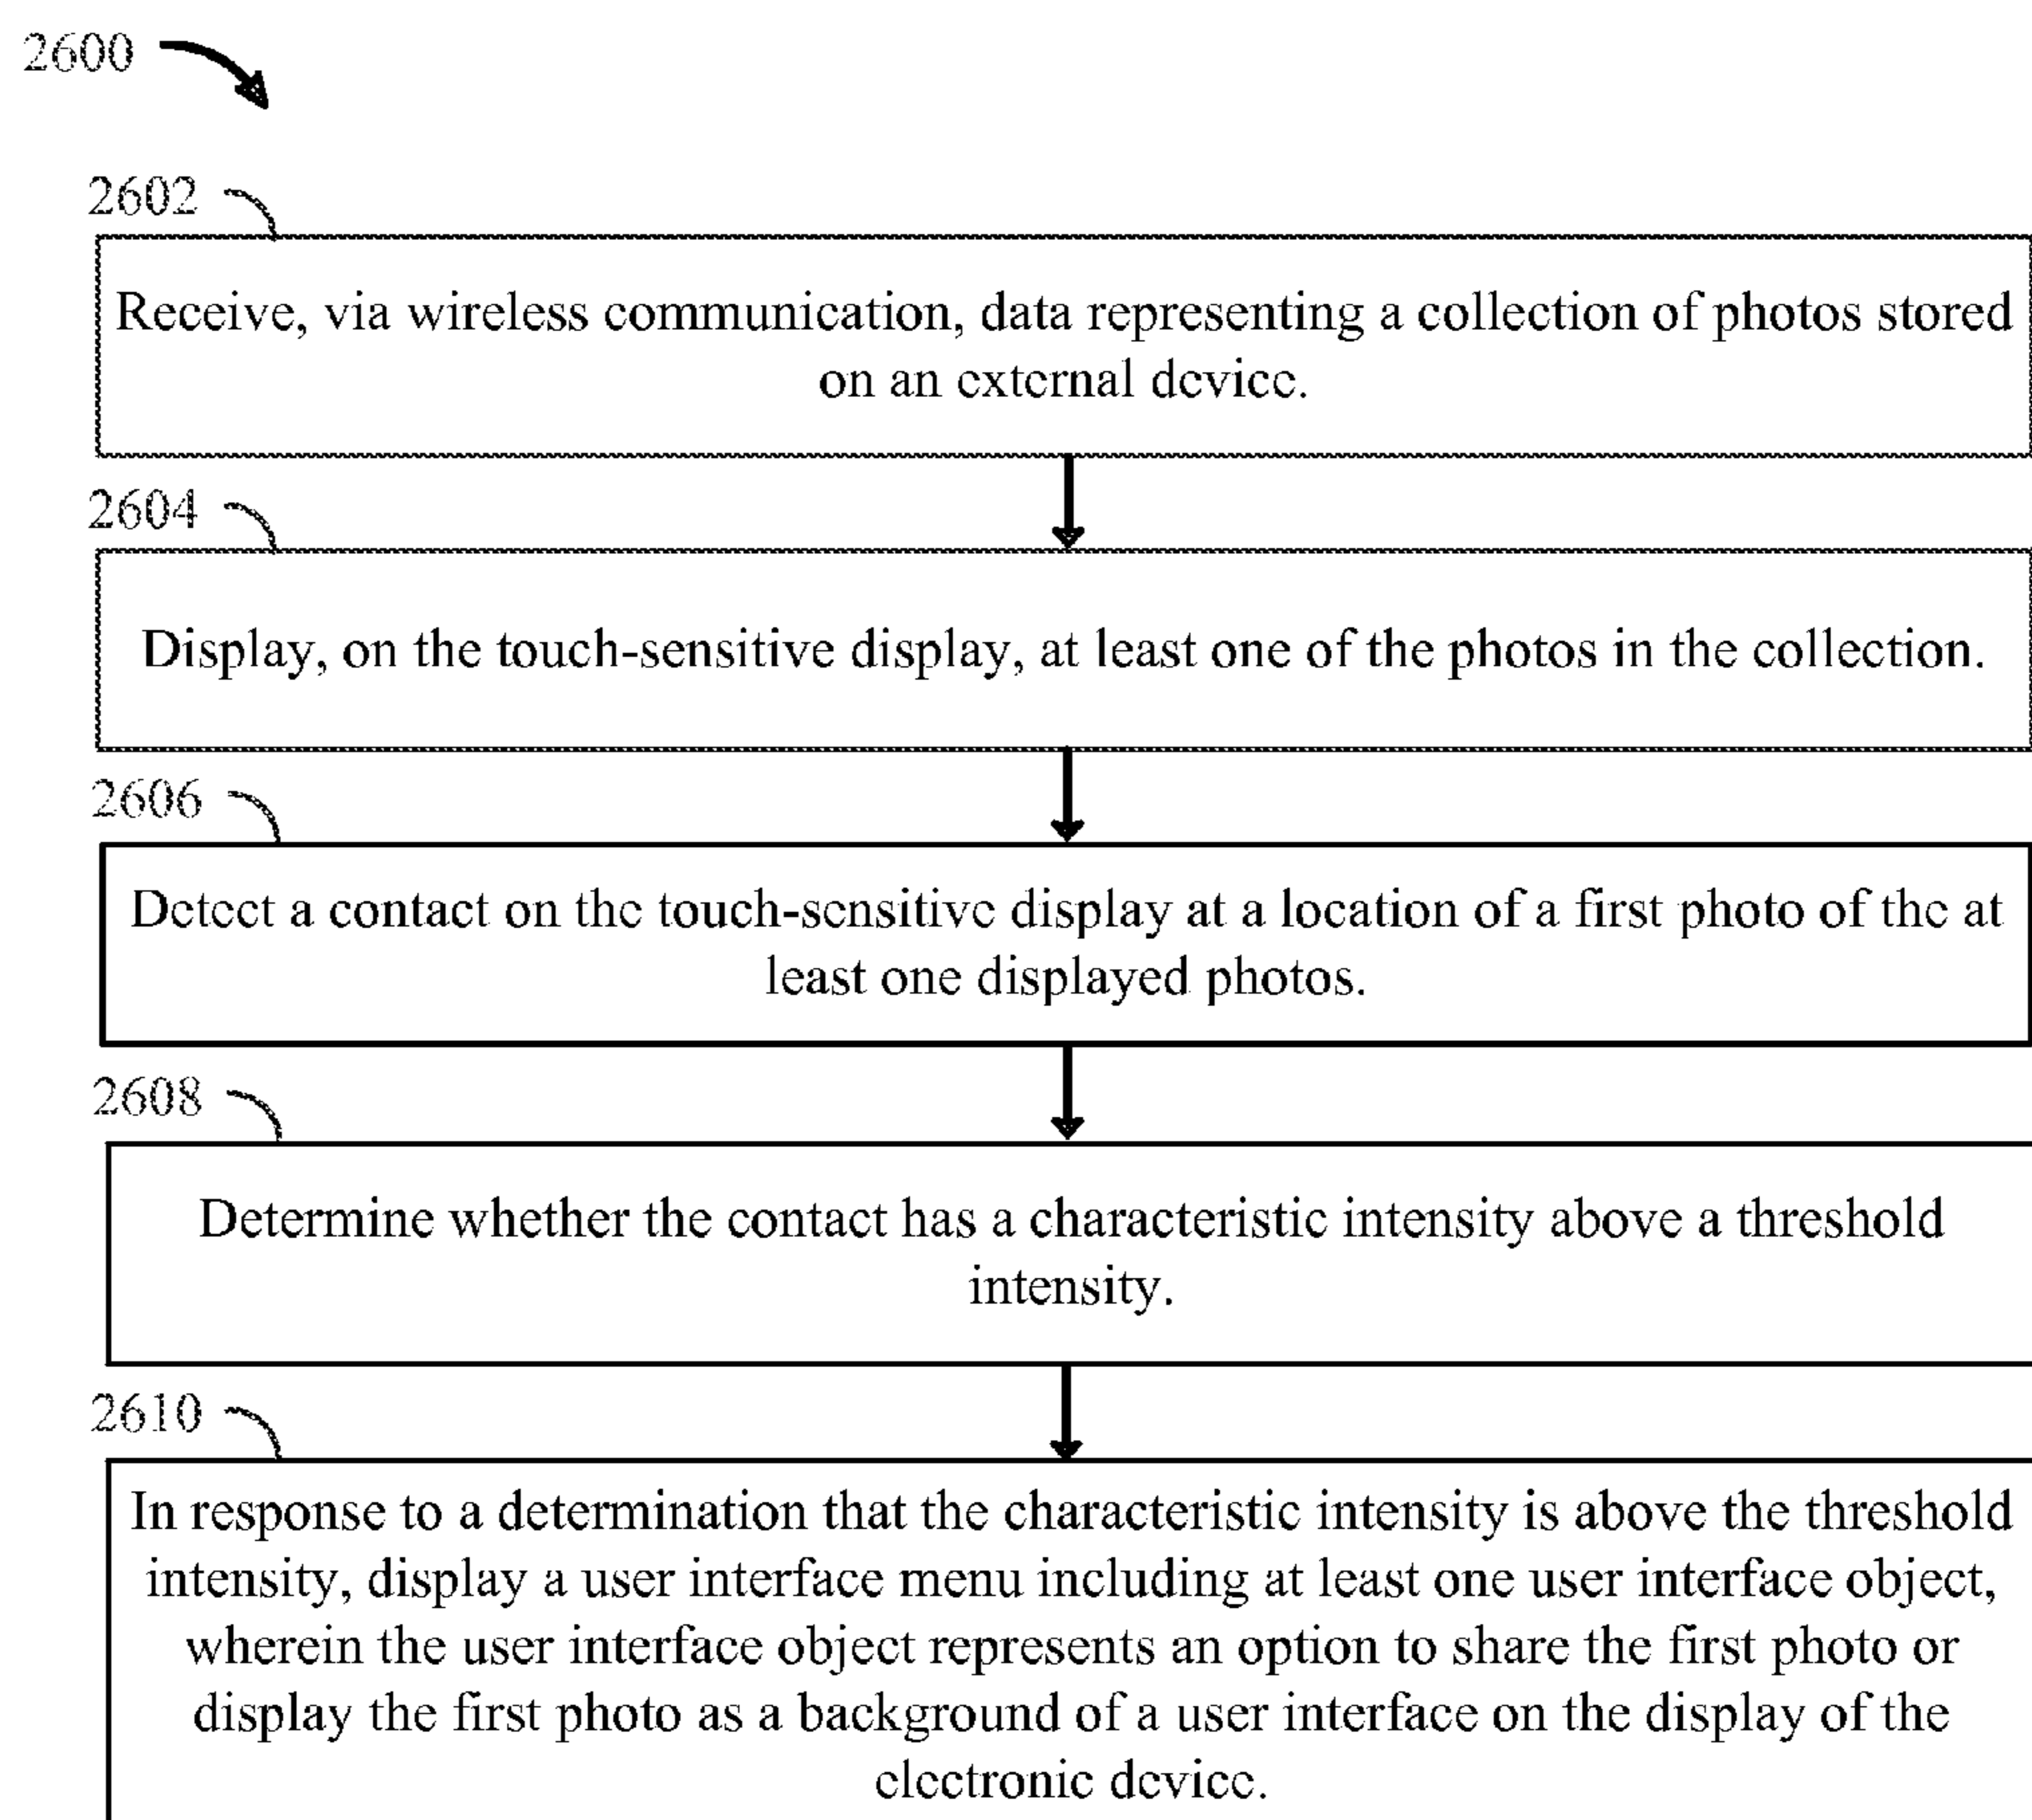 2600
2602
Receive, via wireless communication, data representing a collection of photos stored
on an external device.
2604
Display, on the touch-sensitive display, at least one of the photos in the collection.
2606
Detect a contact on the touch-sensitive display at a location of a first photo of the at
least one displayed photos.
2608
Determine whether the contact has a characteristic intensity above a threshold
intensity.
2610
In response to a determination that the characteristic intensity is above the threshold
intensity, display a user interface menu including at least one user interface object,
wherein the user interface object represents an option to share the first photo or
display the first photo as a background of a user interface on the display of the
electronic device.